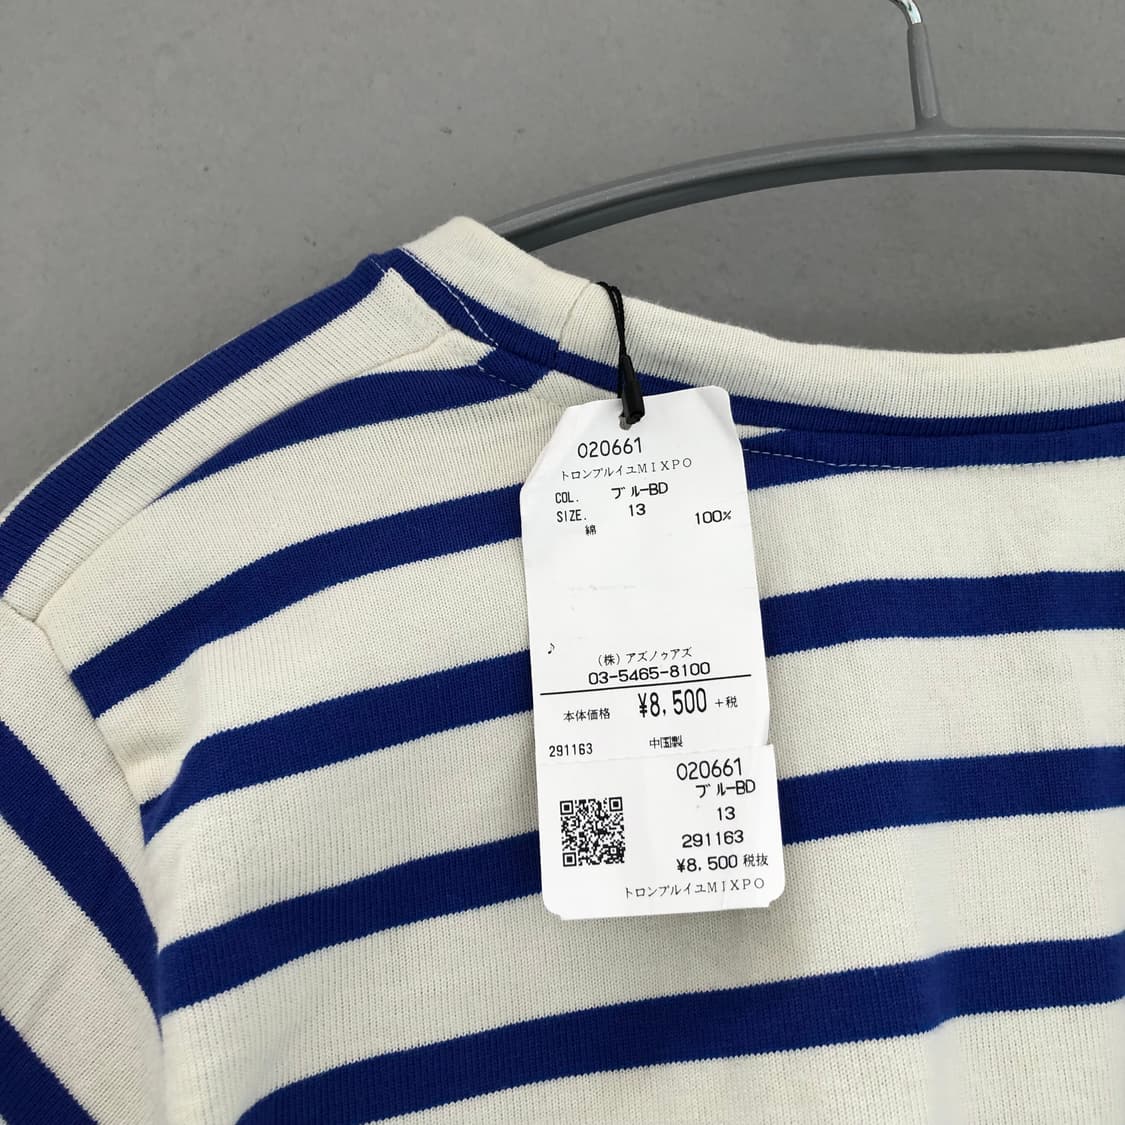 020661
トロンプルイユMIXPO
COL. ブルーBD
SIZE. 13
綿 100%
♪
(株)アズノゥアズ
03-5465-8100
本体価格 ¥8,500 +税
291163 中国製
020661
ブルーBD
13
291163
¥8,500 税抜
トロンプルイユMIXPO